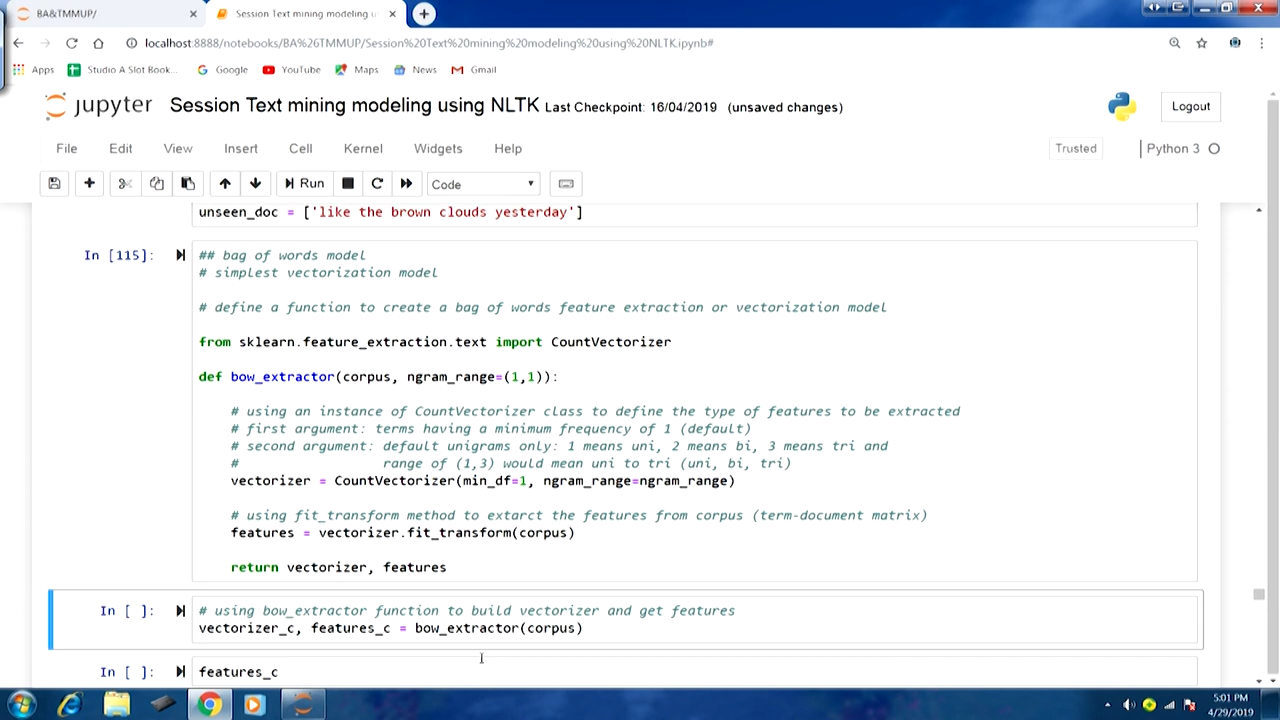 BA&TMMUP/
Session Text mining modeling u
localhost:8888/notebooks/BA%26TMMUP/Session%20Text%20mining%20modeling%20using%20NLTK.ipynb#
Apps Studio A Slot Book... Google YouTube Maps News Gmail
jupyter Session Text mining modeling using NLTK Last Checkpoint: 16/04/2019 (unsaved changes) Logout
File Edit View Insert Cell Kernel Widgets Help Trusted Python 3
Run Code
unseen_doc = ['like the brown clouds yesterday']
In [115]: ## bag of words model
# simplest vectorization model
# define a function to create a bag of words feature extraction or vectorization model
from sklearn.feature_extraction.text import CountVectorizer
def bow_extractor(corpus, ngram_range=(1,1)):
# using an instance of CountVectorizer class to define the type of features to be extracted
# first argument: terms having a minimum frequency of 1 (default)
# second argument: default unigrams only: 1 means uni, 2 means bi, 3 means tri and
# range of (1,3) would mean uni to tri (uni, bi, tri)
vectorizer = CountVectorizer(min_df=1, ngram_range=ngram_range)
# using fit_transform method to extarct the features from corpus (term-document matrix)
features = vectorizer.fit_transform(corpus)
return vectorizer, features
In [ ]: # using bow_extractor function to build vectorizer and get features
vectorizer_c, features_c = bow_extractor(corpus)
In [ ]: features_c
5:01 PM
4/29/2019